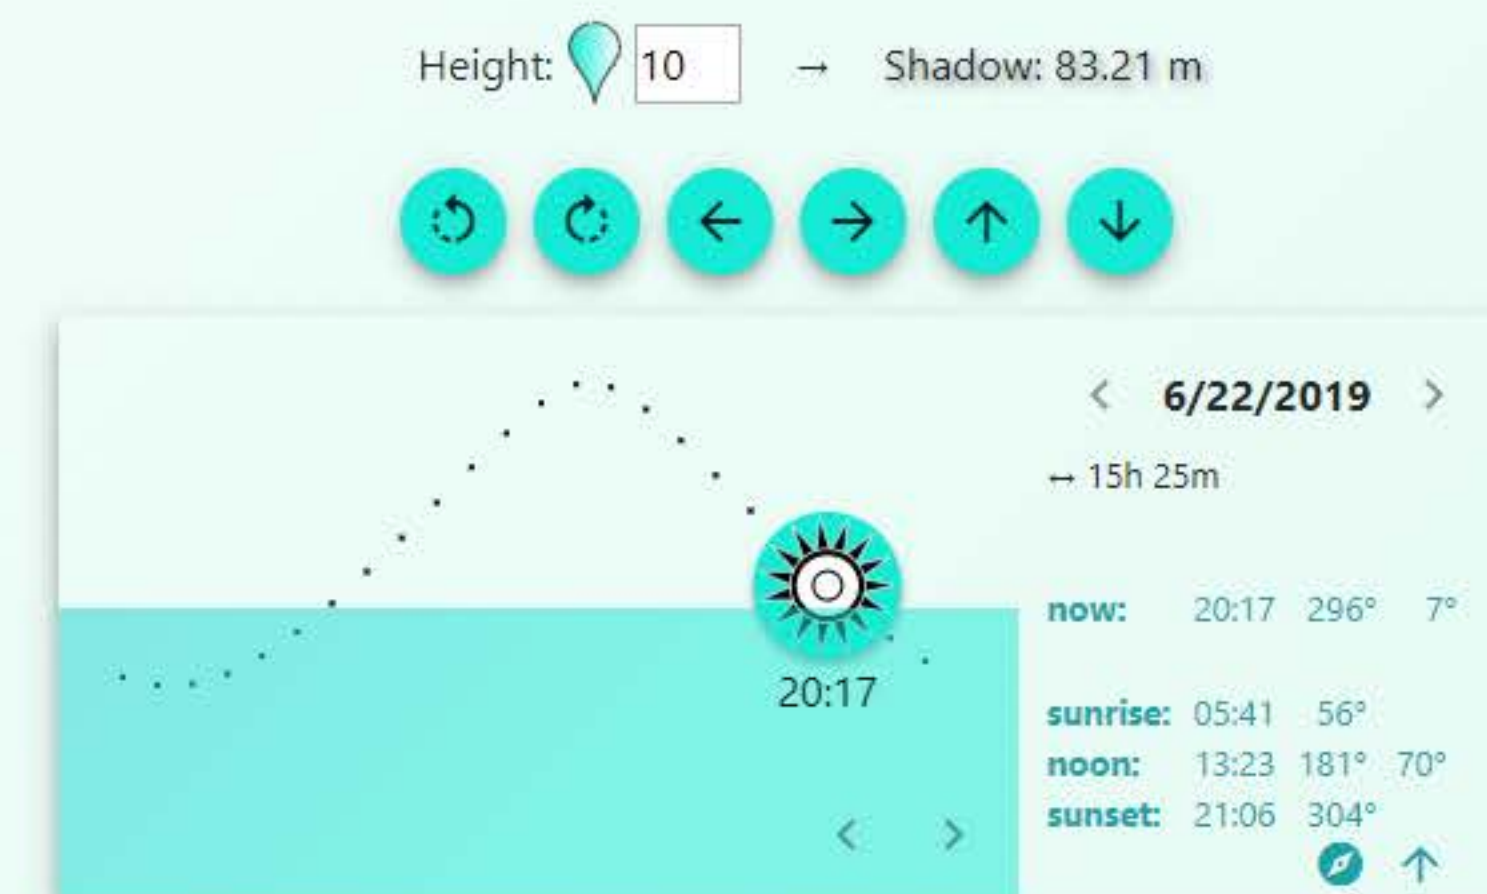 Height: 10 → Shadow: 83.21 m
6/22/2019
↔ 15h 25m
now: 20:17 296° 7°
20:17
sunrise: 05:41 56°
noon: 13:23 181° 70°
sunset: 21:06 304°